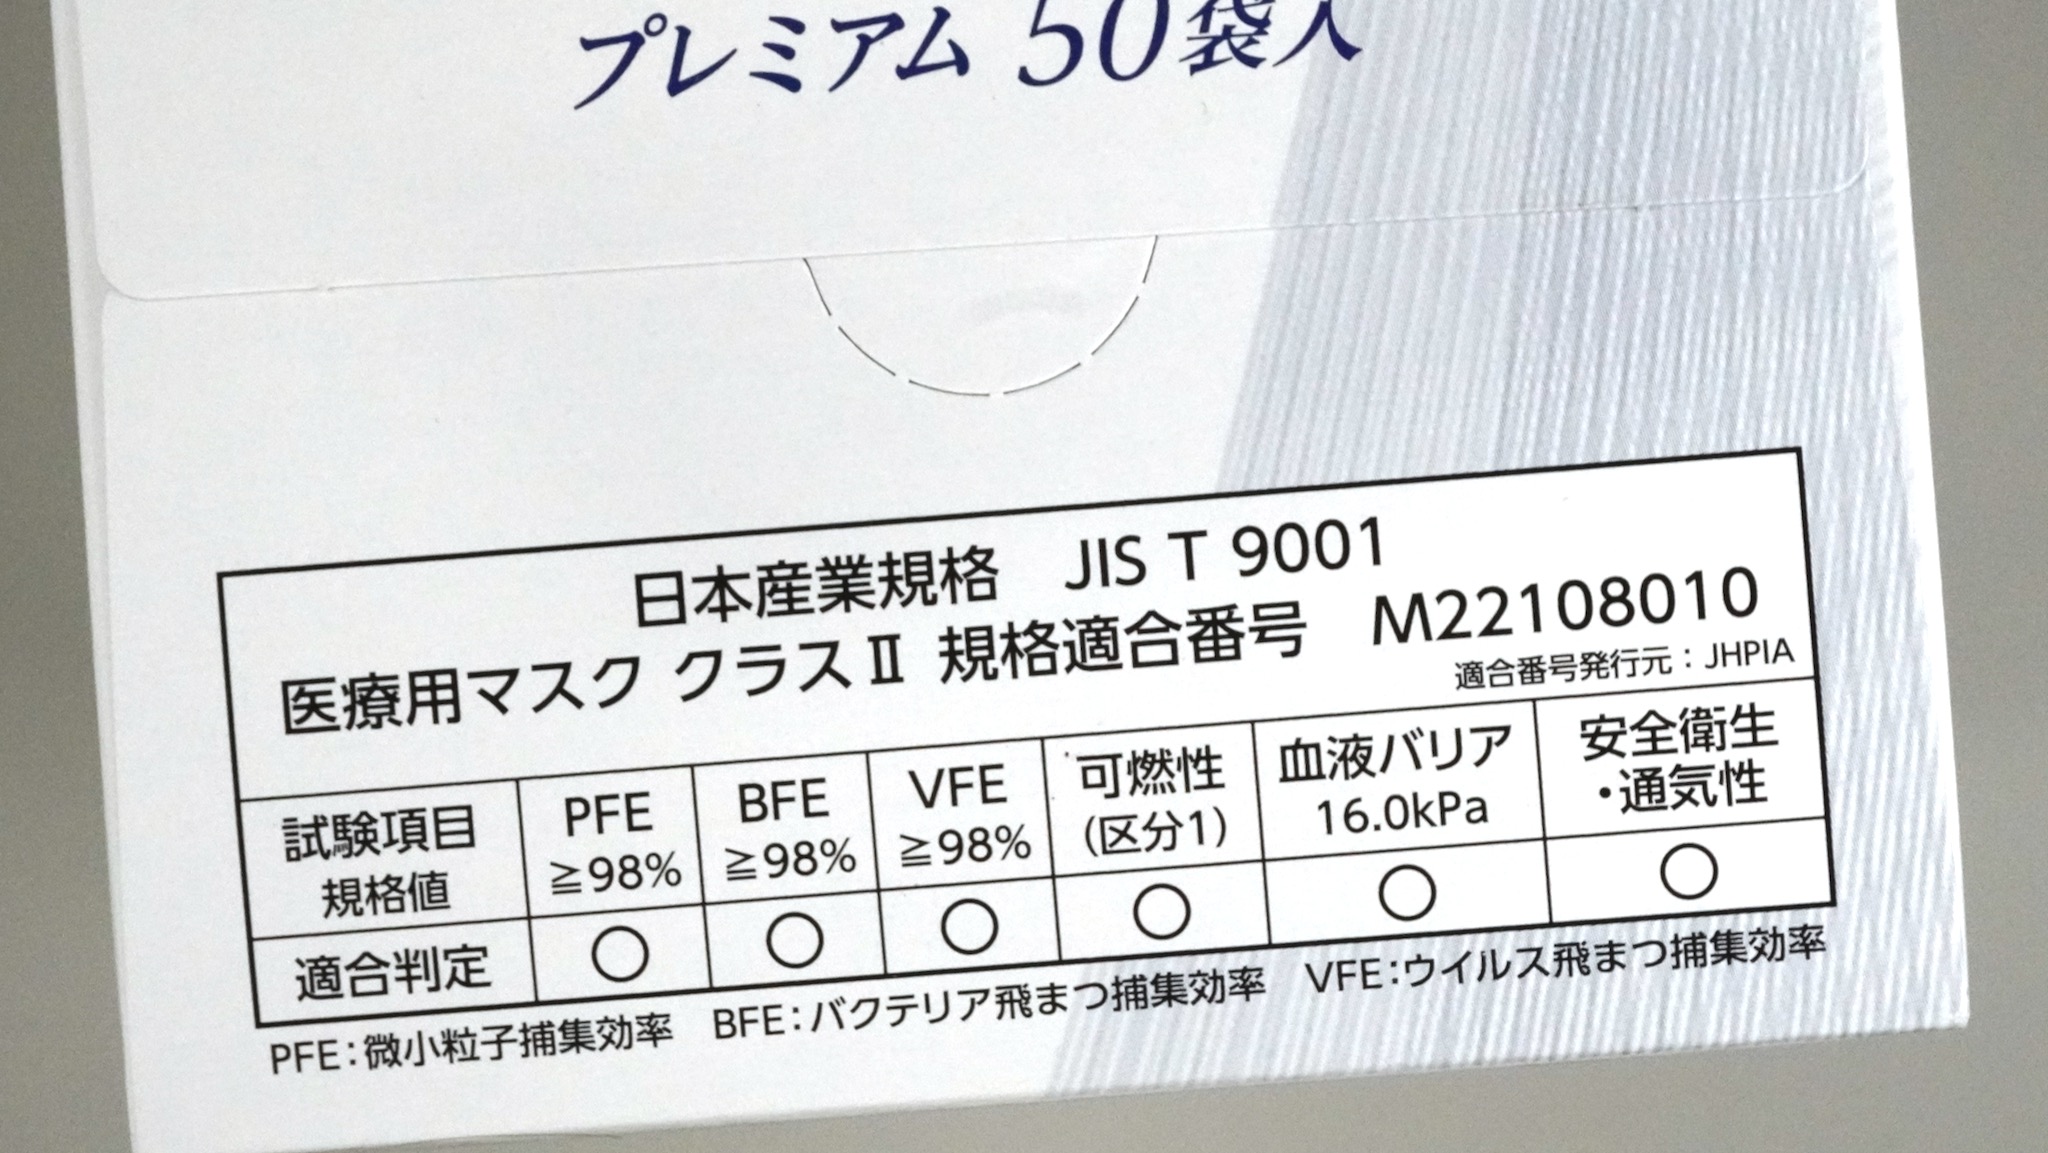 プレミアム 50袋入
日本産業規格 JIS T 9001
医療用マスク クラスⅡ 規格適合番号 M22108010
適合番号発行元：JHPIA
試験項目
規格値
PFE
≧98%
BFE
≧98%
VFE
≧98%
可燃性
（区分1）
血液バリア
16.0kPa
安全衛生
・通気性
適合判定 ○ ○ ○ ○ ○ ○
PFE：微小粒子捕集効率 BFE：バクテリア飛まつ捕集効率 VFE：ウイルス飛まつ捕集効率